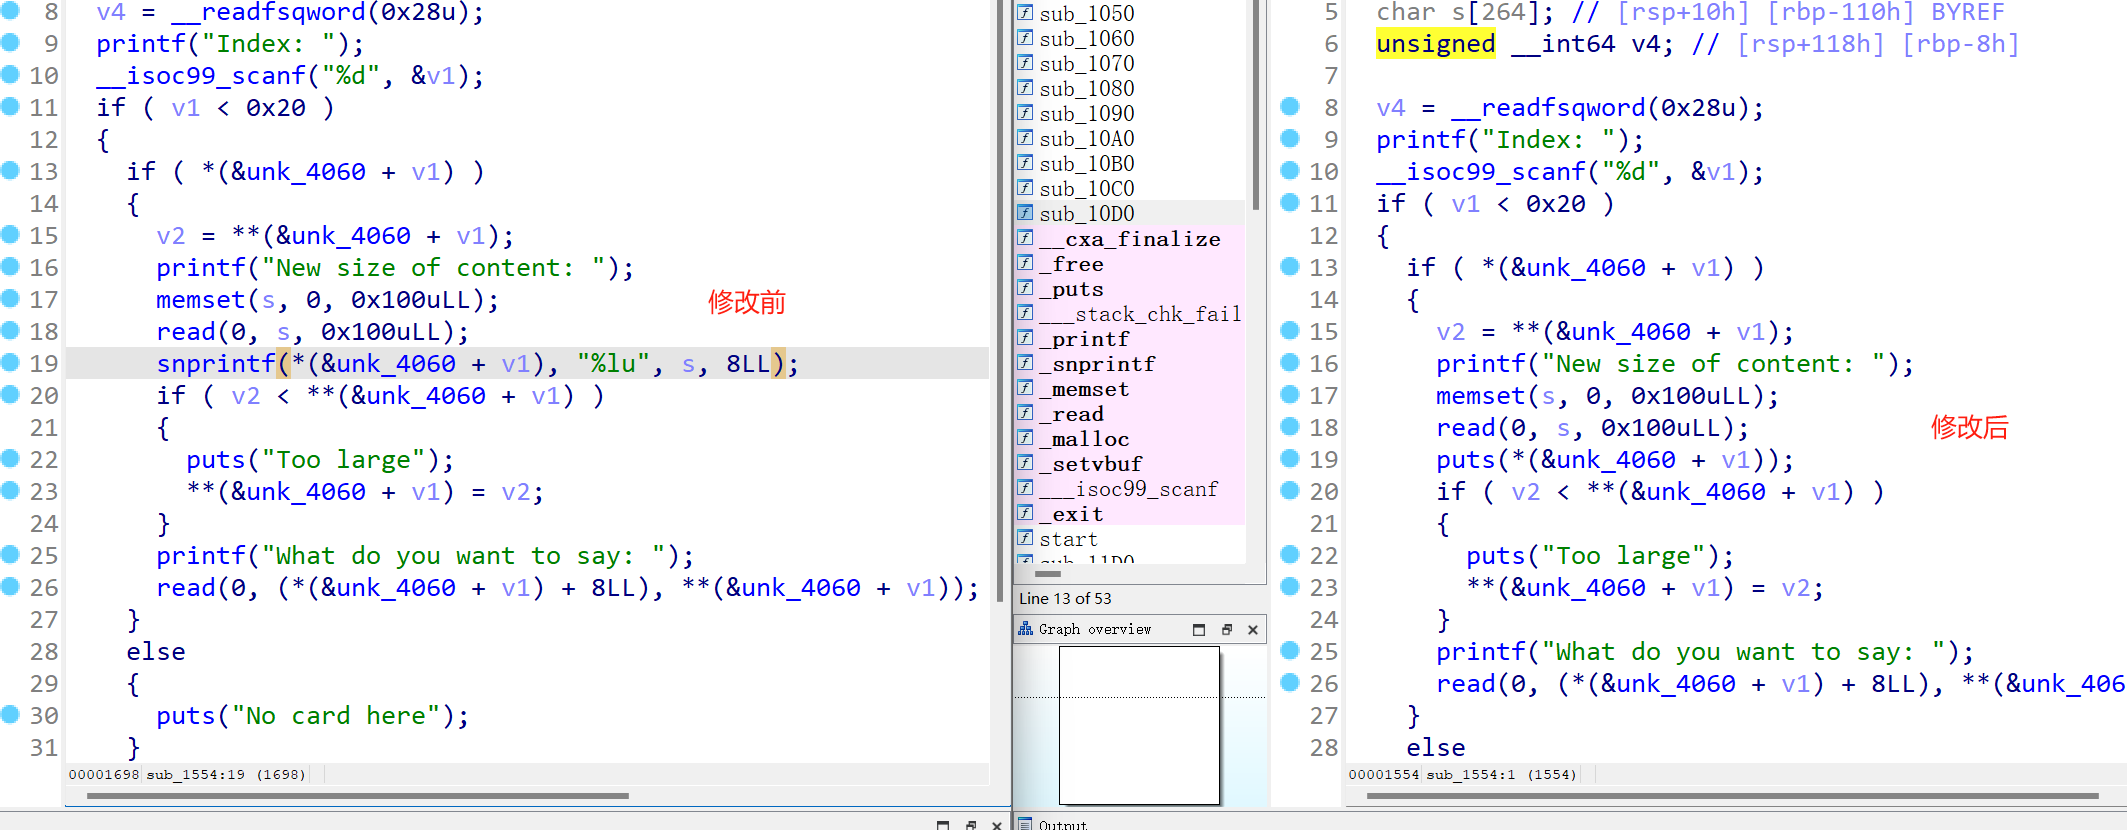 8 v4 = __readfsqword(0x28u);
9 printf("Index: ");
10 __isoc99_scanf("%d", &v1);
11 if ( v1 < 0x20 )
12 {
13 if ( *(&unk_4060 + v1) )
14 {
15 v2 = **(&unk_4060 + v1);
16 printf("New size of content: ");
17 memset(s, 0, 0x100uLL);
18 read(0, s, 0x100uLL);
19 snprintf(*(&unk_4060 + v1), "%lu", s, 8LL);
20 if ( v2 < **(&unk_4060 + v1) )
21 {
22 puts("Too large");
23 **(&unk_4060 + v1) = v2;
24 }
25 printf("What do you want to say: ");
26 read(0, (*(&unk_4060 + v1) + 8LL), **(&unk_4060 + v1));
27 }
28 else
29 {
30 puts("No card here");
31 }
修改前
00001698 sub_1554:19 (1698)
sub_1050
sub_1060
sub_1070
sub_1080
sub_1090
sub_10A0
sub_10B0
sub_10C0
sub_10D0
__cxa_finalize
_free
_puts
___stack_chk_fail
_printf
_snprintf
_memset
_read
_malloc
_setvbuf
___isoc99_scanf
_exit
start
sub_11D0
Line 13 of 53
Graph overview
Output
5 char s[264]; // [rsp+10h] [rbp-110h] BYREF
6 unsigned __int64 v4; // [rsp+118h] [rbp-8h]
7
8 v4 = __readfsqword(0x28u);
9 printf("Index: ");
10 __isoc99_scanf("%d", &v1);
11 if ( v1 < 0x20 )
12 {
13 if ( *(&unk_4060 + v1) )
14 {
15 v2 = **(&unk_4060 + v1);
16 printf("New size of content: ");
17 memset(s, 0, 0x100uLL);
18 read(0, s, 0x100uLL);
19 puts(*(&unk_4060 + v1));
20 if ( v2 < **(&unk_4060 + v1) )
21 {
22 puts("Too large");
23 **(&unk_4060 + v1) = v2;
24 }
25 printf("What do you want to say: ");
26 read(0, (*(&unk_4060 + v1) + 8LL), **(&unk_406
27 }
28 else
修改后
00001554 sub_1554:1 (1554)